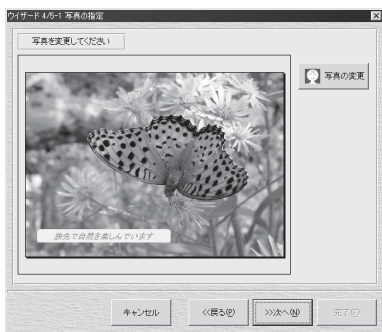 ウィザード 4/5-1 写真の指定
写真を変更してください
写真の変更
旅先で自然を楽しんでいます
キャンセル
<<戻る(P)
>>次へ(N)
完了(F)